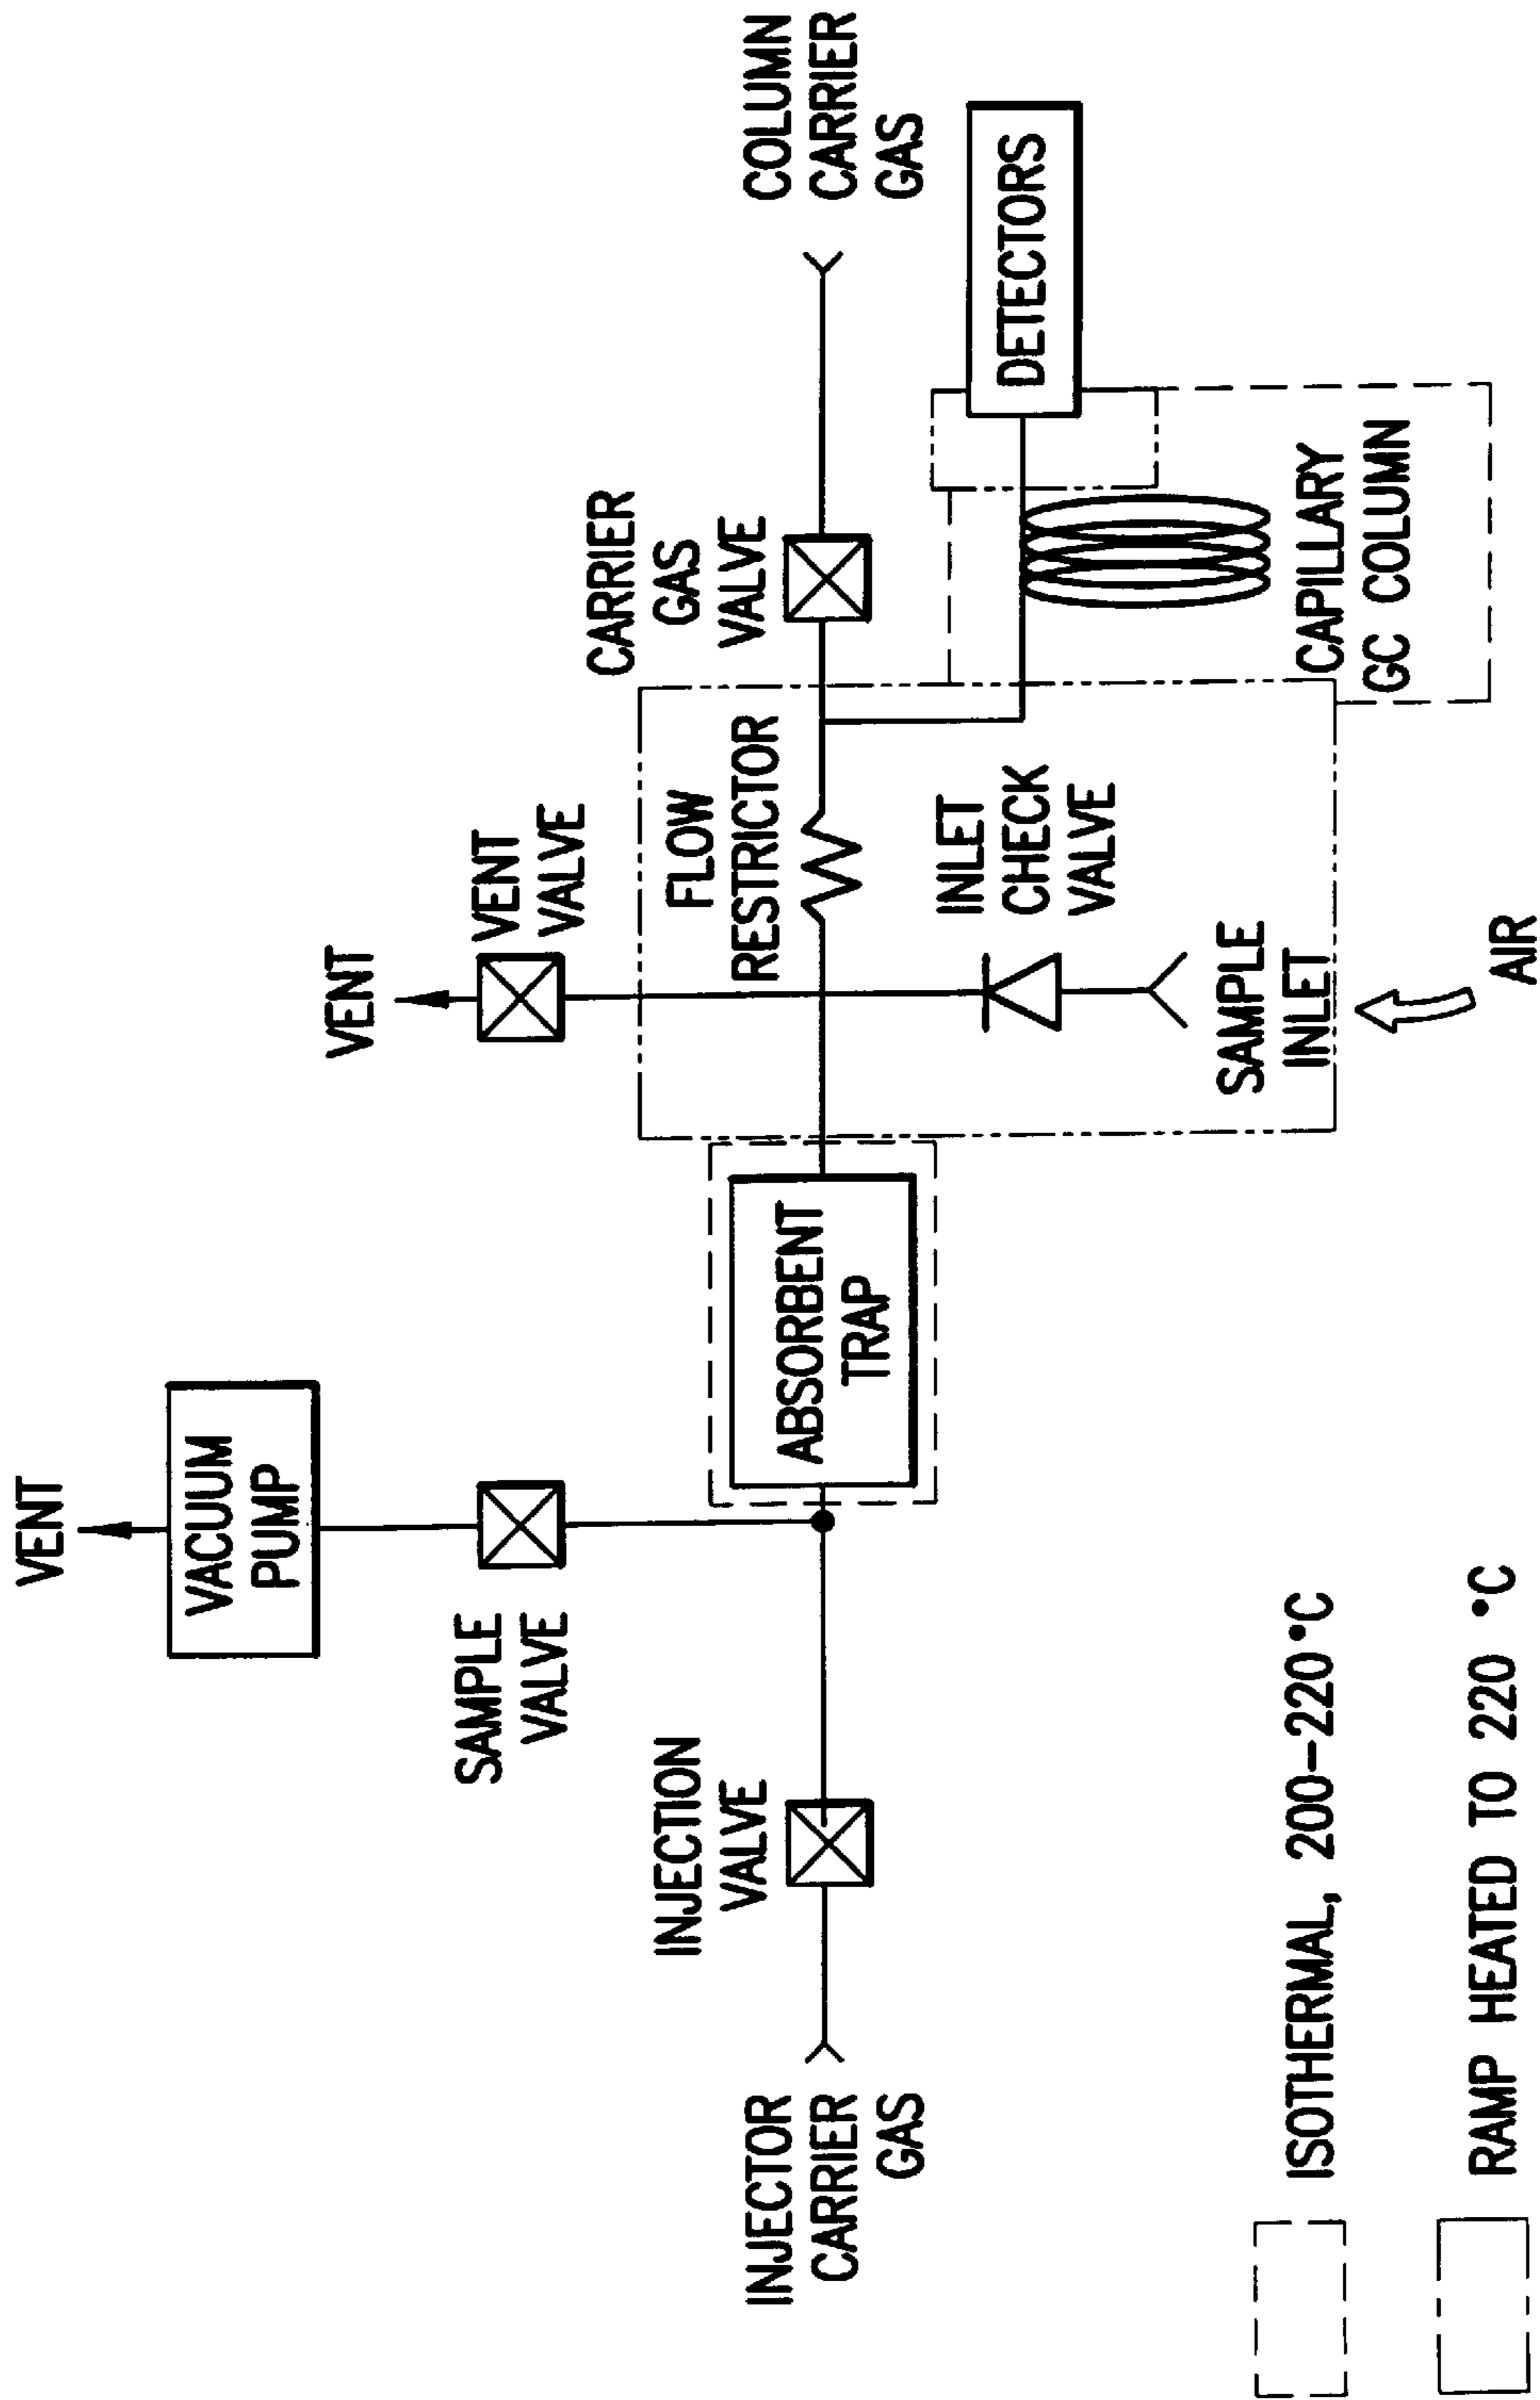 VENT
VACUUM
PUMP
SAMPLE
VALVE
VENT
VENT
VALVE
INJECTION
VALVE
CARRIER
GAS
VALVE
INJECTOR
CARRIER
GAS
ABSORBENT
TRAP
FLOW
RESTRICTOR
COLUMN
CARRIER
GAS
INLET
CHECK
VALVE
DETECTORS
SAMPLE
INLET
CAPILLARY
GC COLUMN
AIR
ISOTHERMAL, 200-220°C
RAMP HEATED TO 220 °C